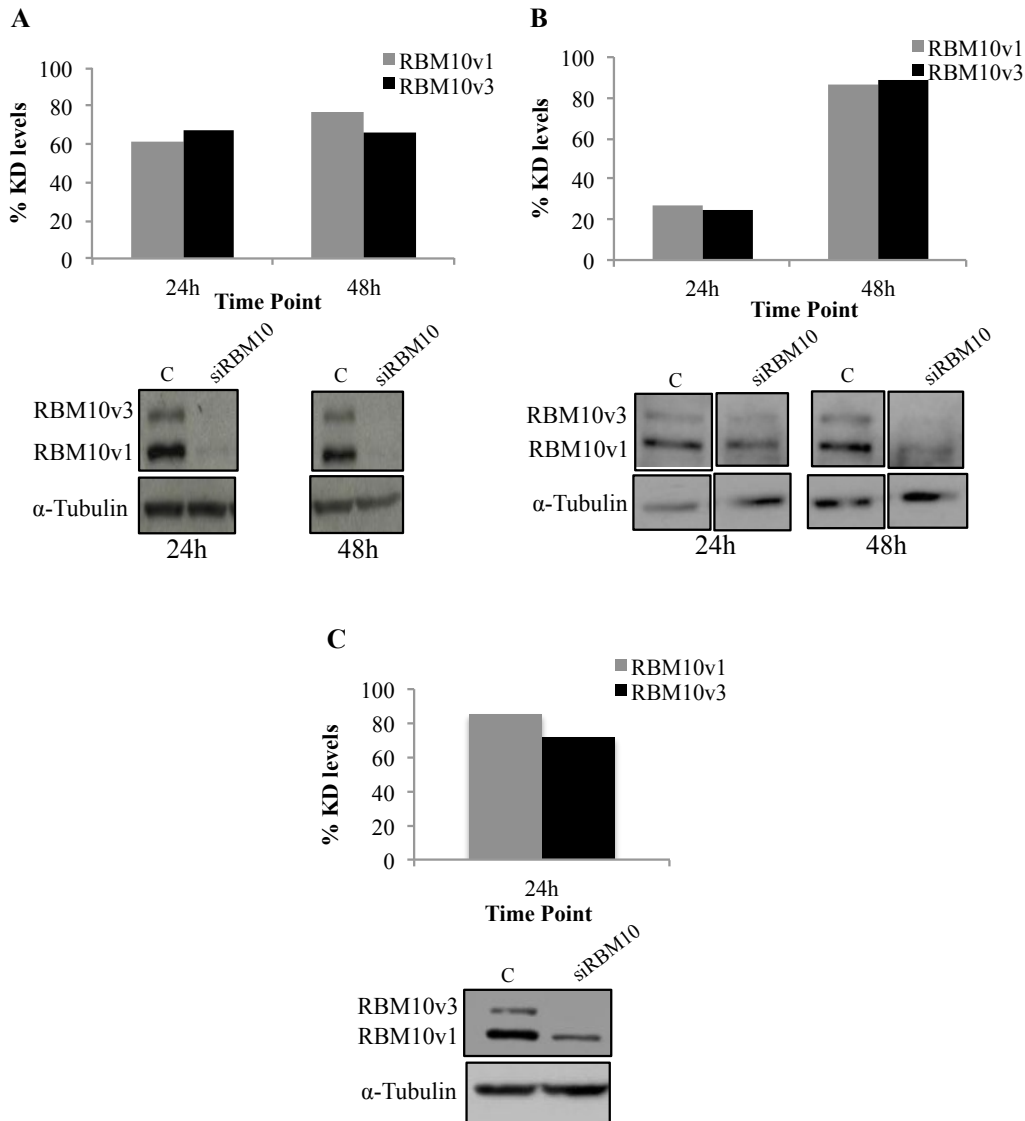 A
RBM10v1
RBM10v3
100
80
60
40
20
0
% KD levels
24h
48h
Time Point
C
siRBM10
C
siRBM10
RBM10v3
RBM10v1
α-Tubulin
24h
48h
B
RBM10v1
RBM10v3
100
80
60
40
20
0
% KD levels
24h
48h
Time Point
C
siRBM10
C
siRBM10
RBM10v3
RBM10v1
α-Tubulin
24h
48h
C
RBM10v1
RBM10v3
100
80
60
40
20
0
% KD levels
24h
Time Point
C
siRBM10
RBM10v3
RBM10v1
α-Tubulin